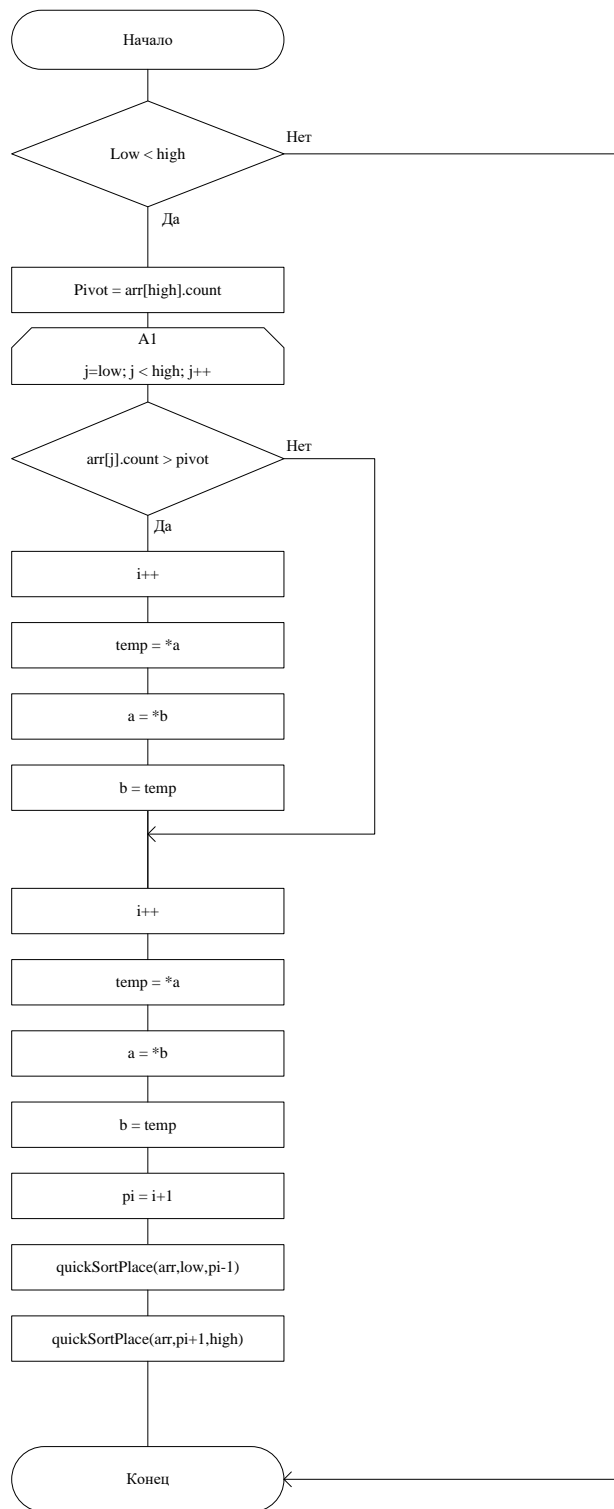 Начало
Low < high
Нет
Да
Pivot = arr[high].count
A1
j=low; j < high; j++
arr[j].count > pivot
Нет
Да
i++
temp = *a
a = *b
b = temp
i++
temp = *a
a = *b
b = temp
pi = i+1
quickSortPlace(arr,low,pi-1)
quickSortPlace(arr,pi+1,high)
Конец